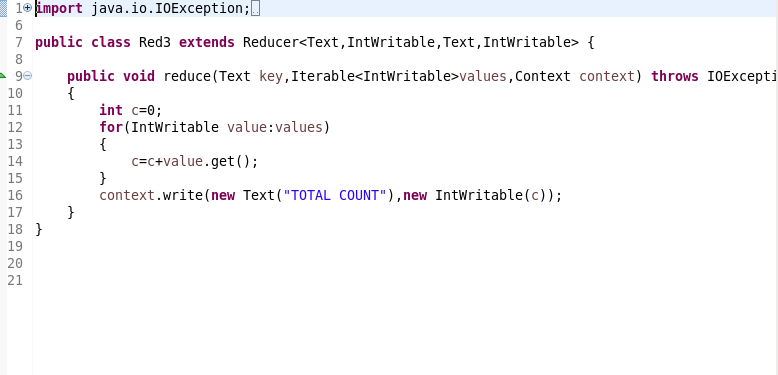 1 import java.io.IOException;
6
7 public class Red3 extends Reducer<Text,IntWritable,Text,IntWritable> {
8
9 public void reduce(Text key,Iterable<IntWritable>values,Context context) throws IOExcepti
10 {
11 int c=0;
12 for(IntWritable value:values)
13 {
14 c=c+value.get();
15 }
16 context.write(new Text("TOTAL COUNT"),new IntWritable(c));
17 }
18 }
19
20
21